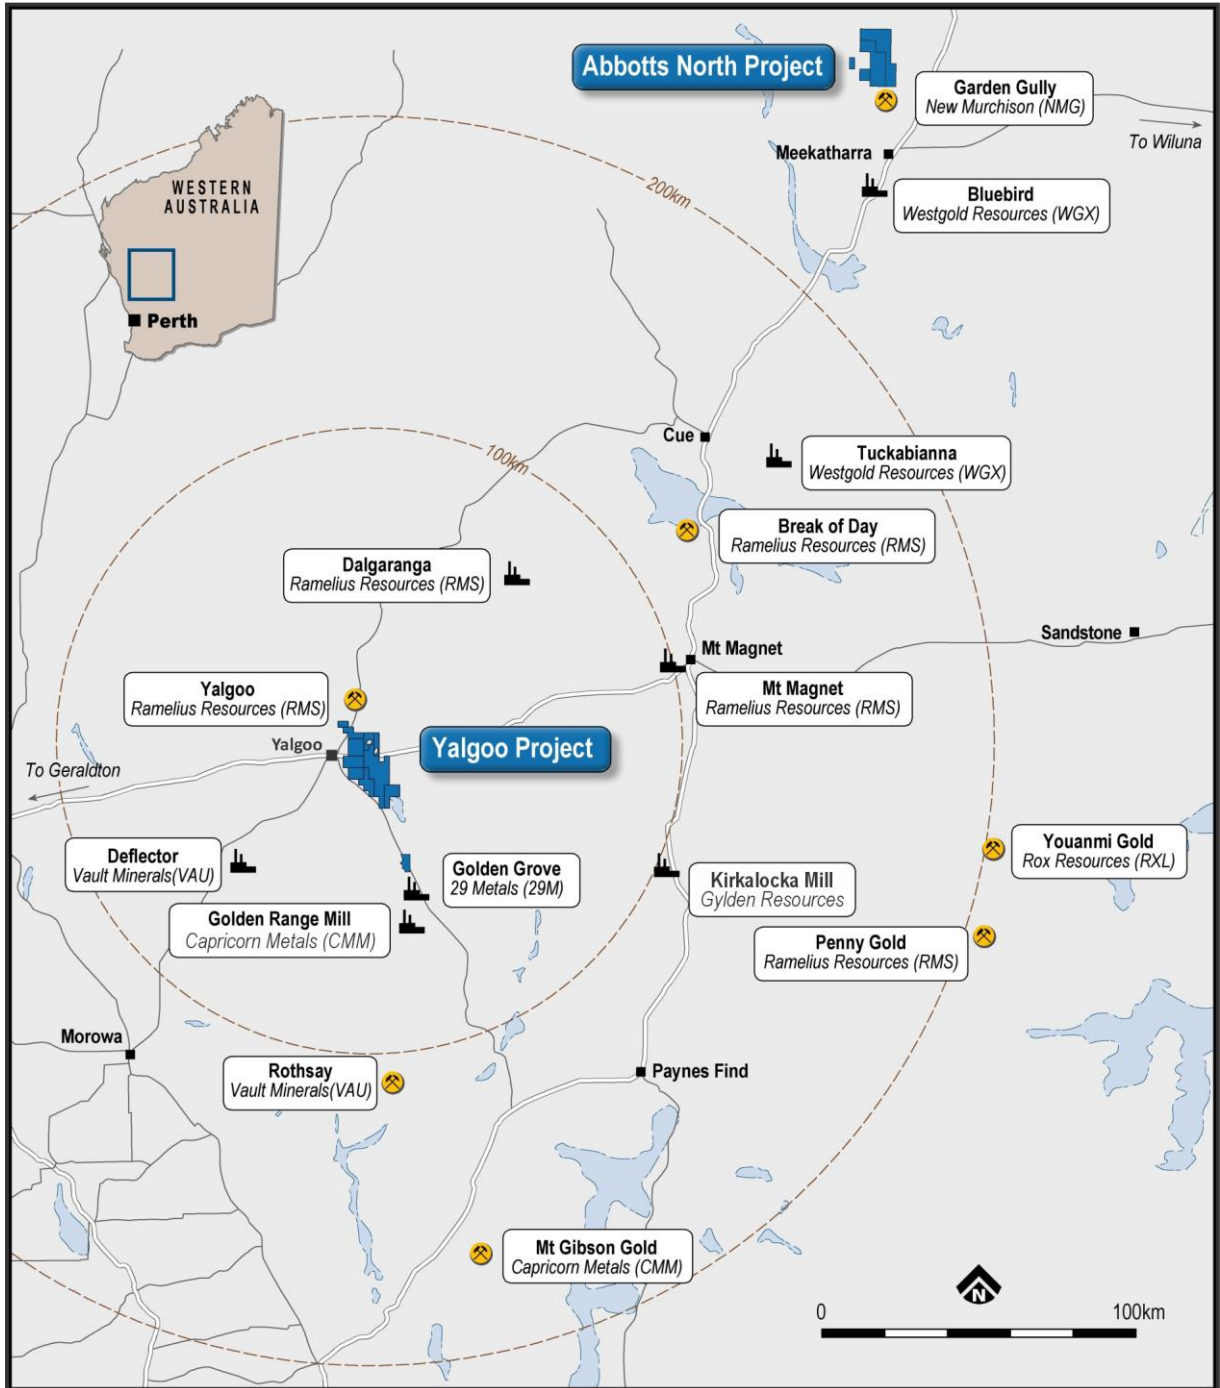 Abbotts North Project
Garden Gully
New Murchison (NMG)
To Wiluna
Meekatharra
WESTERN
AUSTRALIA
200km
Bluebird
Westgold Resources (WGX)
Perth
Cue
100km
Tuckabianna
Westgold Resources (WGX)
Break of Day
Ramelius Resources (RMS)
Dalgaranga
Ramelius Resources (RMS)
Sandstone
Mt Magnet
Yalgoo
Ramelius Resources (RMS)
Mt Magnet
Ramelius Resources (RMS)
Yalgoo
Yalgoo Project
To Geraldton
Youanmi Gold
Rox Resources (RXL)
Deflector
Vault Minerals(VAU)
Golden Grove
29 Metals (29M)
Kirkalocka Mill
Gylden Resources
Golden Range Mill
Capricorn Metals (CMM)
Penny Gold
Ramelius Resources (RMS)
Morowa
Rothsay
Vault Minerals(VAU)
Paynes Find
Mt Gibson Gold
Capricorn Metals (CMM)
N
0
100km